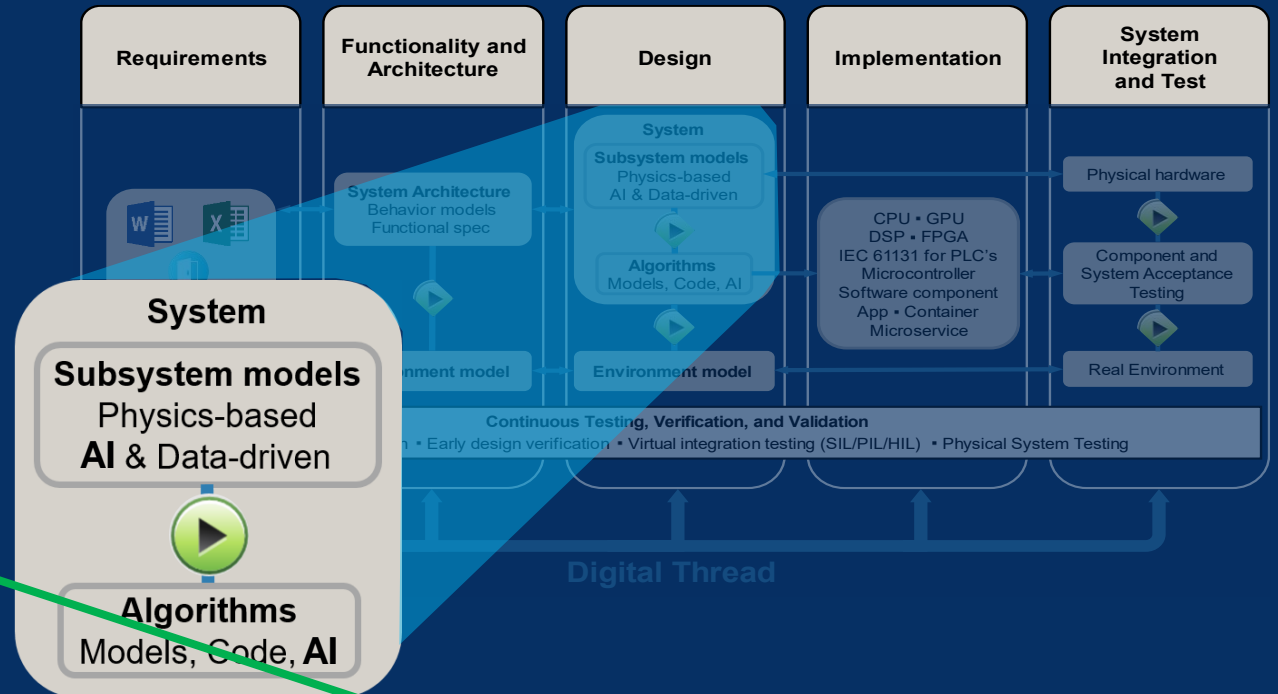 Requirements
Functionality and
Architecture
Design
Implementation
System
Integration
and Test
W
X
System Architecture
Behavior models
Functional spec
System
Subsystem models
Physics-based
AI & Data-driven
Algorithms
Models, Code, AI
Environment model
CPU • GPU
DSP • FPGA
IEC 61131 for PLC's
Microcontroller
Software component
App • Container
Microservice
Physical hardware
Component and
System Acceptance
Testing
Real Environment
System
Subsystem models
Physics-based
AI & Data-driven
Algorithms
Models, Code, AI
model
Continuous Testing, Verification, and Validation
• Early design verification • Virtual integration testing (SIL/PIL/HIL) • Physical System Testing
Digital Thread